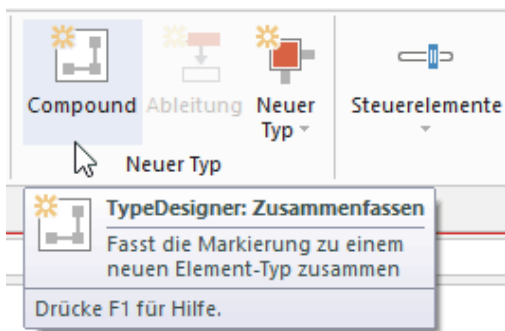 Compound Ableitung Neuer Typ Steuerelemente
Neuer Typ
TypeDesigner: Zusammenfassen
Fasst die Markierung zu einem
neuen Element-Typ zusammen
Drücke F1 für Hilfe.